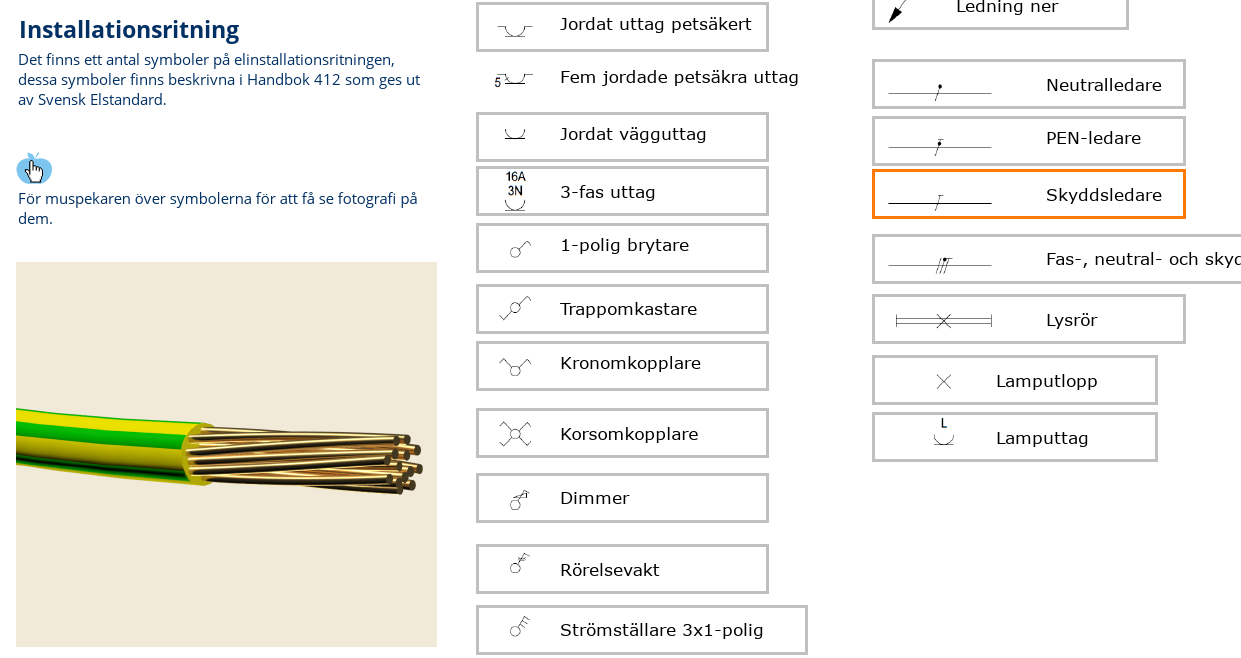 Installationsritning
Det finns ett antal symboler på elinstallationsritningen,
dessa symboler finns beskrivna i Handbok 412 som ges ut
av Svensk Elstandard.
För muspekaren över symbolerna för att få se fotografi på
dem.
Jordat uttag petsäkert
5 Fem jordade petsäkra uttag
Jordat vägguttag
16A
3N
3-fas uttag
1-polig brytare
Trappomkastare
Kronomkopplare
Korsomkopplare
Dimmer
Rörelsevakt
Strömställare 3x1-polig
Ledning ner
Neutralledare
PEN-ledare
Skyddsledare
Fas-, neutral- och skyd
Lysrör
Lamputlopp
L
Lamputtag